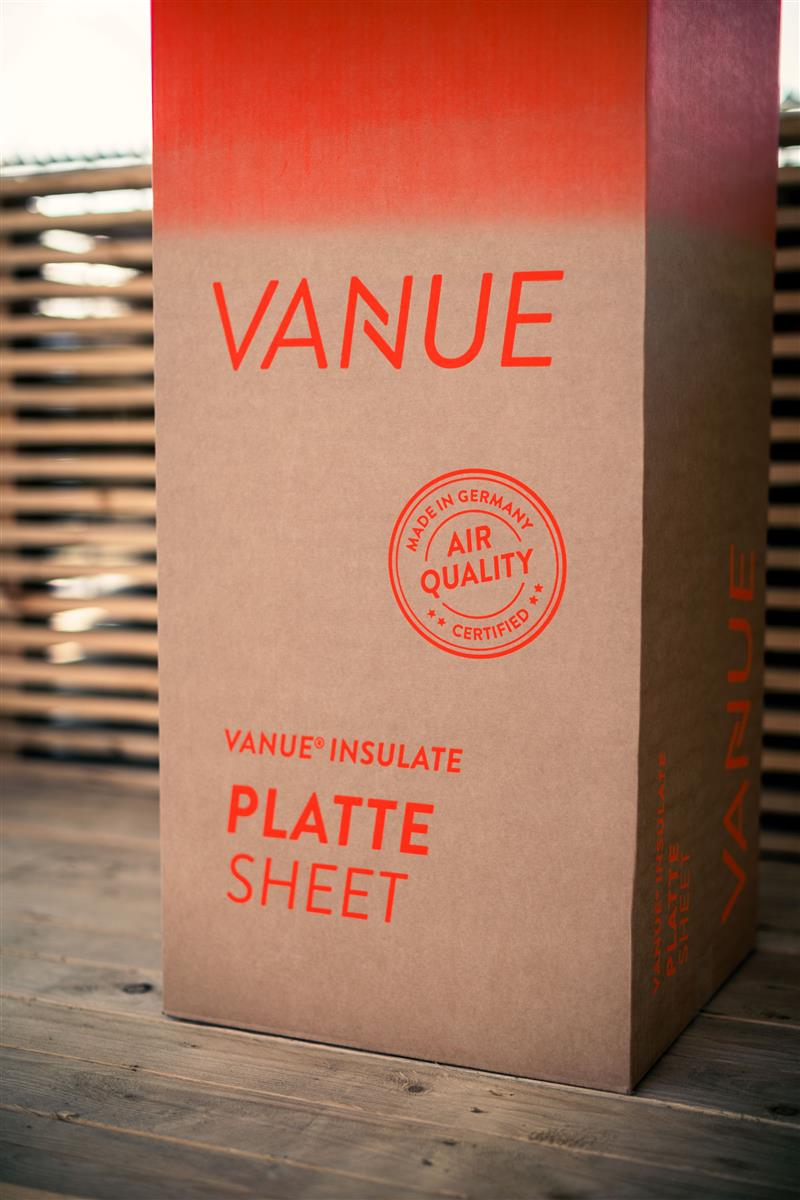 VANUE
MADE IN GERMANY
AIR
QUALITY
CERTIFIED
VANUE® INSULATE
PLATTE
SHEET
VANUE® INSULATE
PLATTE
SHEET
VANUE